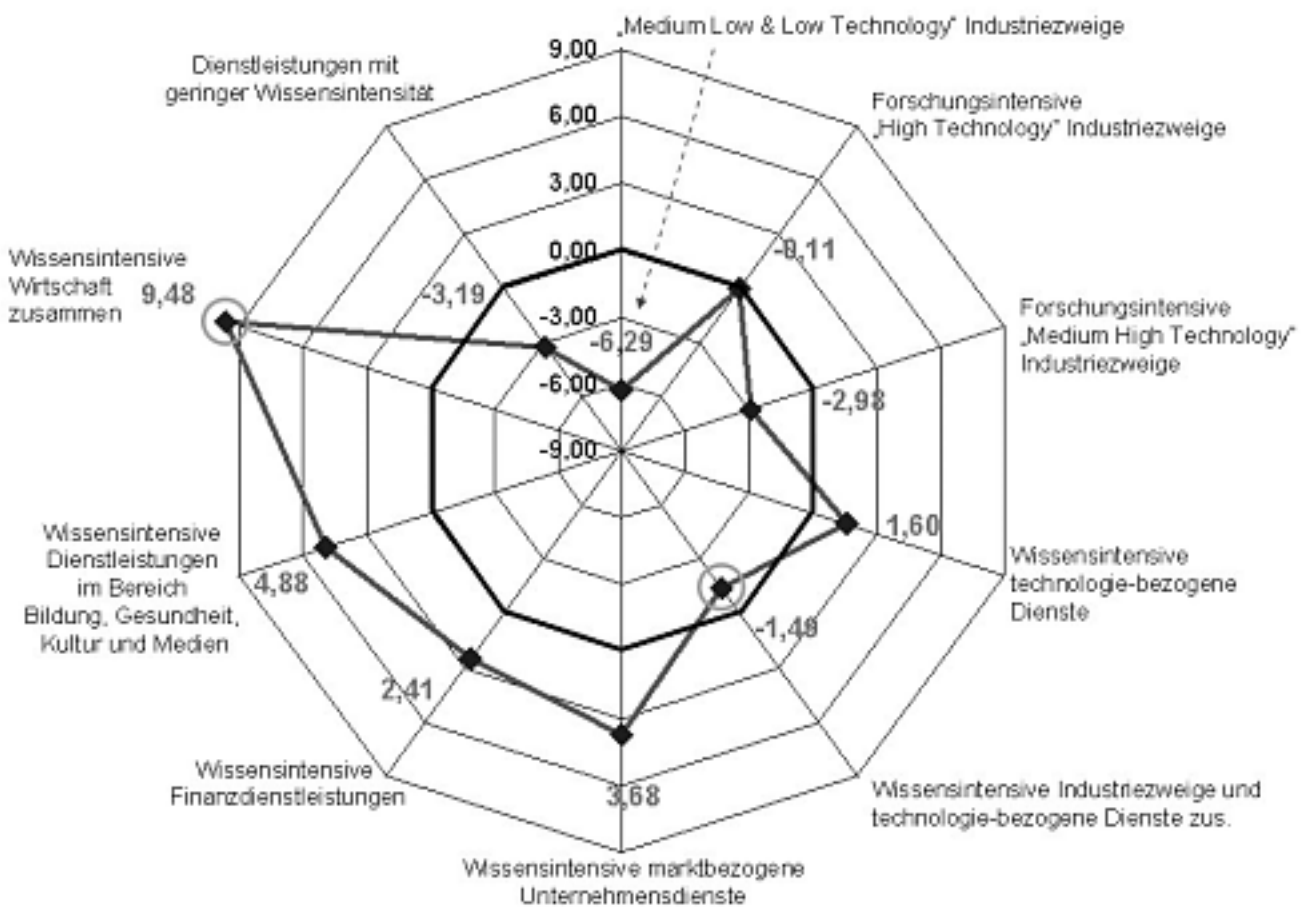 „Medium Low & Low Technology" Industriezweige
9,00
6,00
3,00
0,00
-3,00
-6,00
-9,00
Forschungsintensive
„High Technology" Industriezweige
-0,11
Forschungsintensive
„Medium High Technology"
Industriezweige
-2,98
Wissensintensive
technologie-bezogene
Dienste
1,60
Wissensintensive Industriezweige und
technologie-bezogene Dienste zus.
-1,49
Wissensintensive marktbezogene
Unternehmensdienste
3,68
Wissensintensive
Finanzdienstleistungen
2,41
Wissensintensive
Dienstleistungen
im Bereich
Bildung, Gesundheit,
Kultur und Medien
4,88
Wissensintensive
Wirtschaft
zusammen
9,48
Dienstleistungen mit
geringer Wissensintensität
-3,19
-6,29